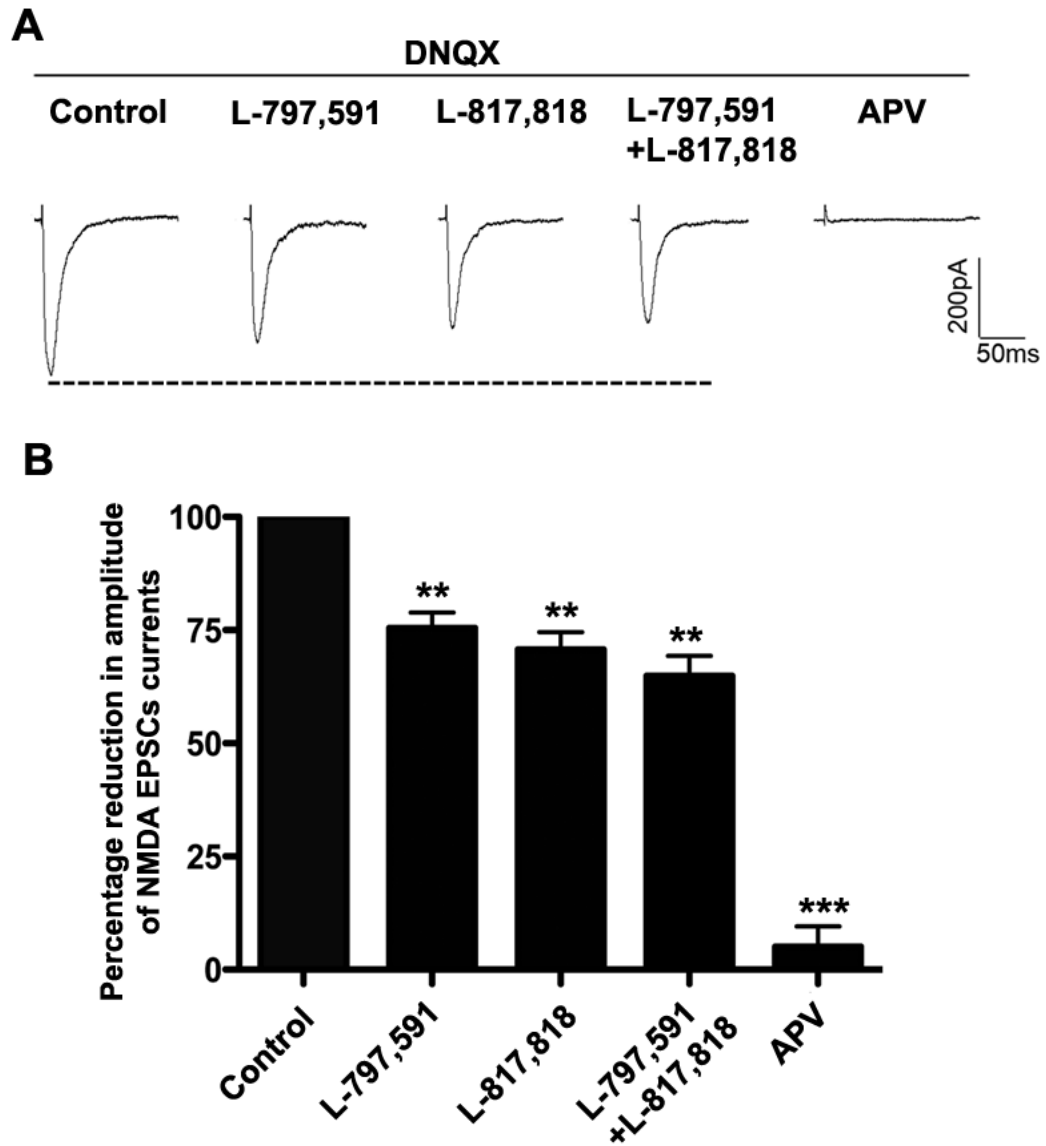 A
DNQX
Control
L-797,591
L-817,818
L-797,591
+L-817,818
APV
200pA
50ms
B
Percentage reduction in amplitude
of NMDA EPSCs currents
100
75
50
25
0
**
**
**
***
Control
L-797,591
L-817,818
L-797,591
+L-817,818
APV